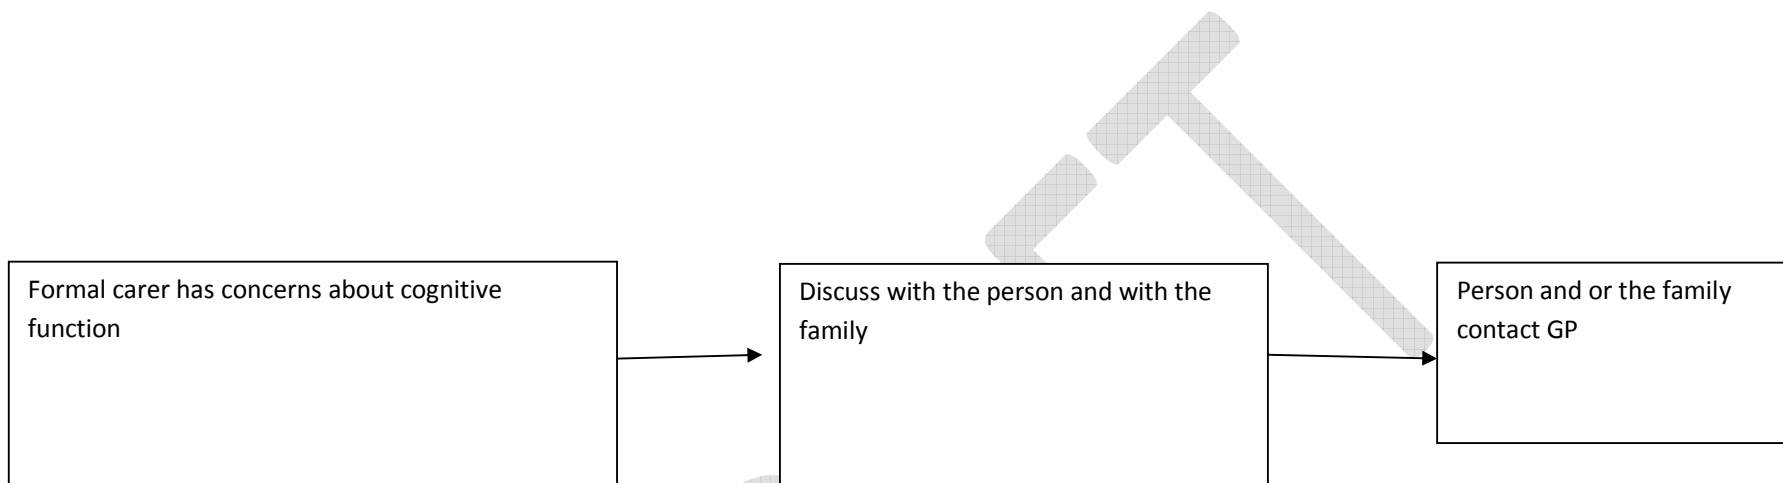 Formal carer has concerns about cognitive
function
Discuss with the person and with the
family
Person and or the family
contact GP